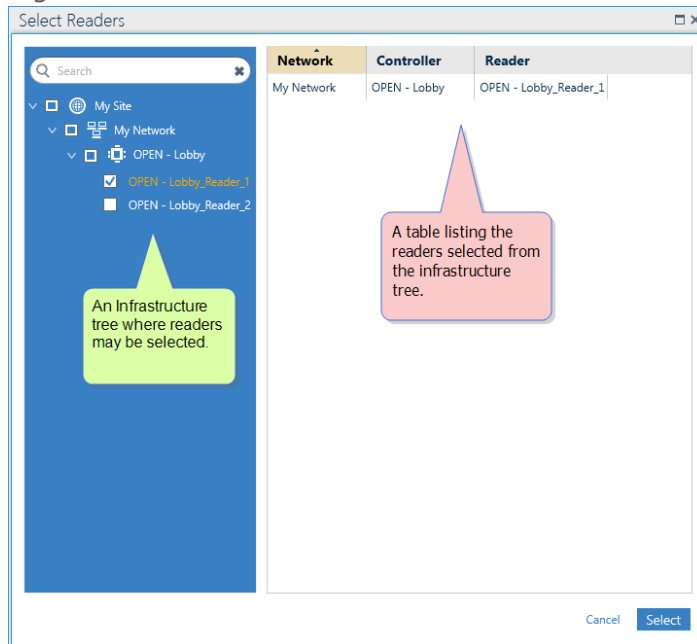 Select Readers
Search
My Site
My Network
OPEN - Lobby
OPEN - Lobby_Reader_1
OPEN - Lobby_Reader_2
An Infrastructure
tree where readers
may be selected.
Network Controller Reader
My Network OPEN - Lobby OPEN - Lobby_Reader_1
A table listing the
readers selected from
the infrastructure
tree.
Cancel Select